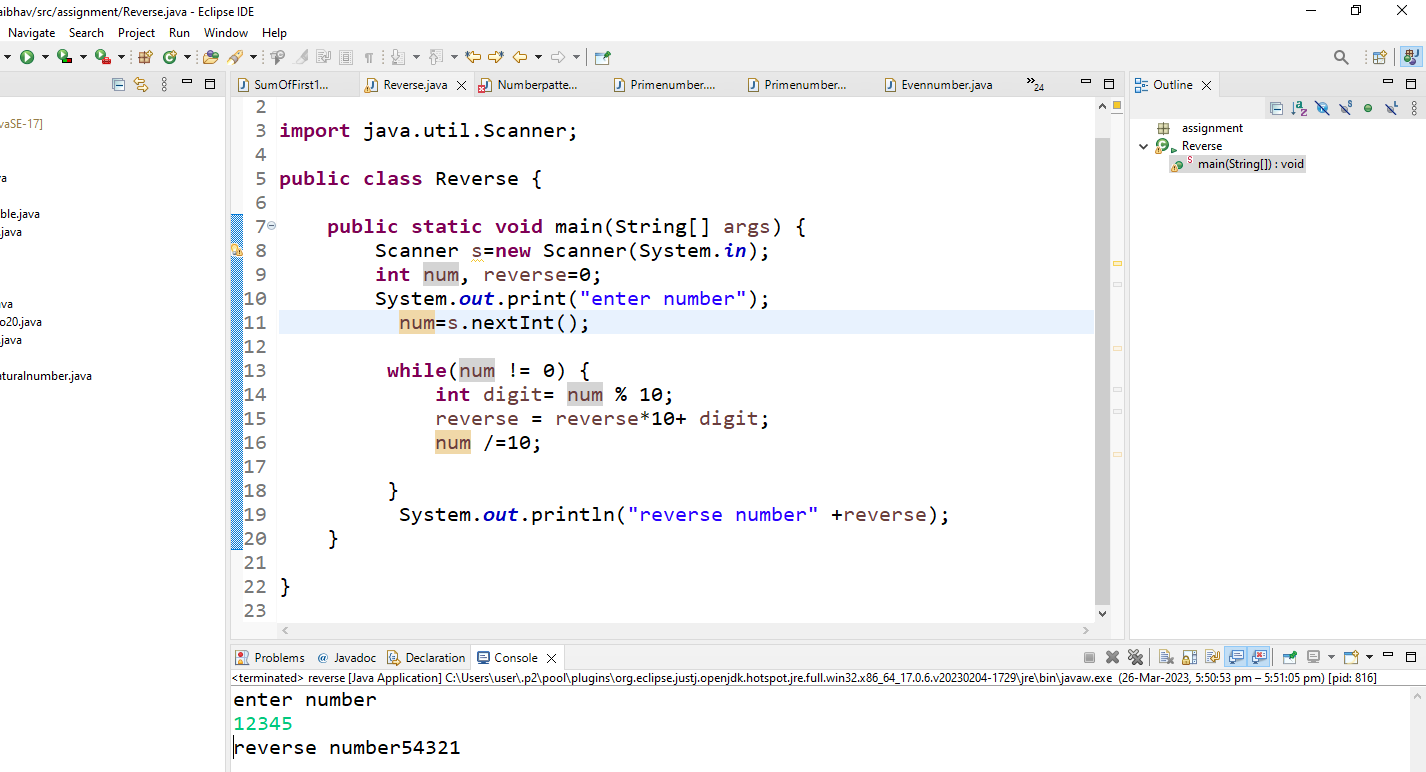 aibhav/src/assignment/Reverse.java - Eclipse IDE
Navigate Search Project Run Window Help
SumOfFirst1... Reverse.java Numberpatte... Primenumber.... Primenumber... Evennumber.java »24
Outline
vaSE-17]
va
ble.java
.java
va
o20.java
.java
aturalnumber.java
assignment
Reverse
main(String[]) : void
2
3 import java.util.Scanner;
4
5 public class Reverse {
6
7 public static void main(String[] args) {
8 Scanner s=new Scanner(System.in);
9 int num, reverse=0;
10 System.out.print("enter number");
11 num=s.nextInt();
12
13 while(num != 0) {
14 int digit= num % 10;
15 reverse = reverse*10+ digit;
16 num /=10;
17
18 }
19 System.out.println("reverse number" +reverse);
20 }
21
22 }
23
Problems @ Javadoc Declaration Console
<terminated> reverse [Java Application] C:\Users\user\.p2\pool\plugins\org.eclipse.justj.openjdk.hotspot.jre.full.win32.x86_64_17.0.6.v20230204-1729\jre\bin\javaw.exe (26-Mar-2023, 5:50:53 pm – 5:51:05 pm) [pid: 816]
enter number
12345
reverse number54321